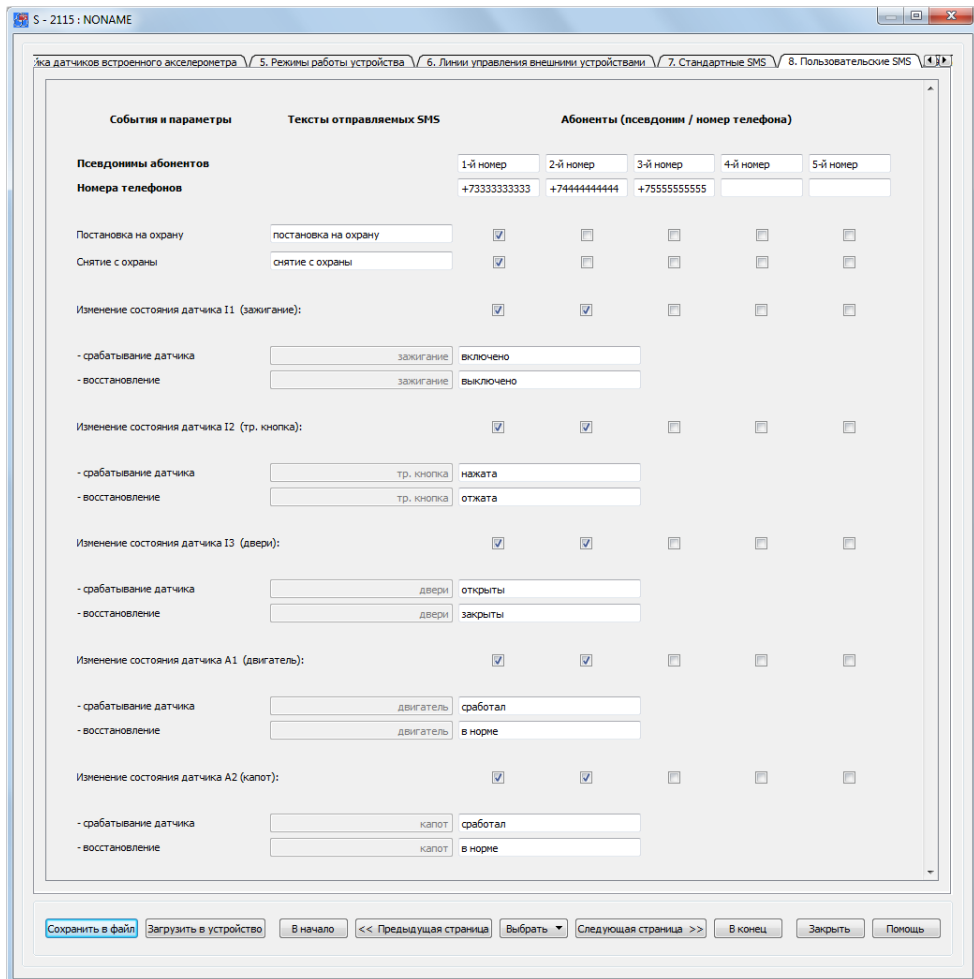 S - 2115 : NONAME
йка датчиков встроенного акселерометра 5. Режимы работы устройства 6. Линии управления внешними устройствами 7. Стандартные SMS 8. Пользовательские SMS
События и параметры Тексты отправляемых SMS Абоненты (псевдоним / номер телефона)
Псевдонимы абонентов 1-й номер 2-й номер 3-й номер 4-й номер 5-й номер
Номера телефонов +73333333333 +74444444444 +75555555555
Постановка на охрану постановка на охрану
Снятие с охраны снятие с охраны
Изменение состояния датчика I1 (зажигание):
- срабатывание датчика зажигание включено
- восстановление зажигание выключено
Изменение состояния датчика I2 (тр. кнопка):
- срабатывание датчика тр. кнопка нажата
- восстановление тр. кнопка отжата
Изменение состояния датчика I3 (двери):
- срабатывание датчика двери открыты
- восстановление двери закрыты
Изменение состояния датчика A1 (двигатель):
- срабатывание датчика двигатель сработал
- восстановление двигатель в норме
Изменение состояния датчика A2 (капот):
- срабатывание датчика капот сработал
- восстановление капот в норме
Сохранить в файл Загрузить в устройство В начало << Предыдущая страница Выбрать Следующая страница >> В конец Закрыть Помощь